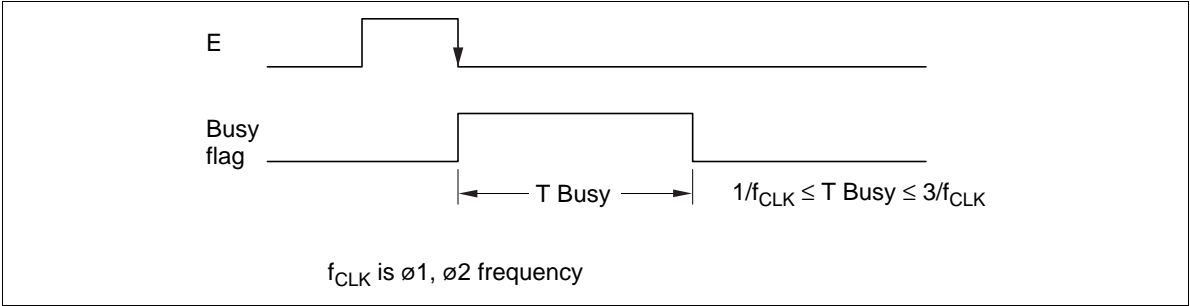 E
Busy
flag
T Busy
1/fCLK ≤ T Busy ≤ 3/fCLK
fCLK is ø1, ø2 frequency